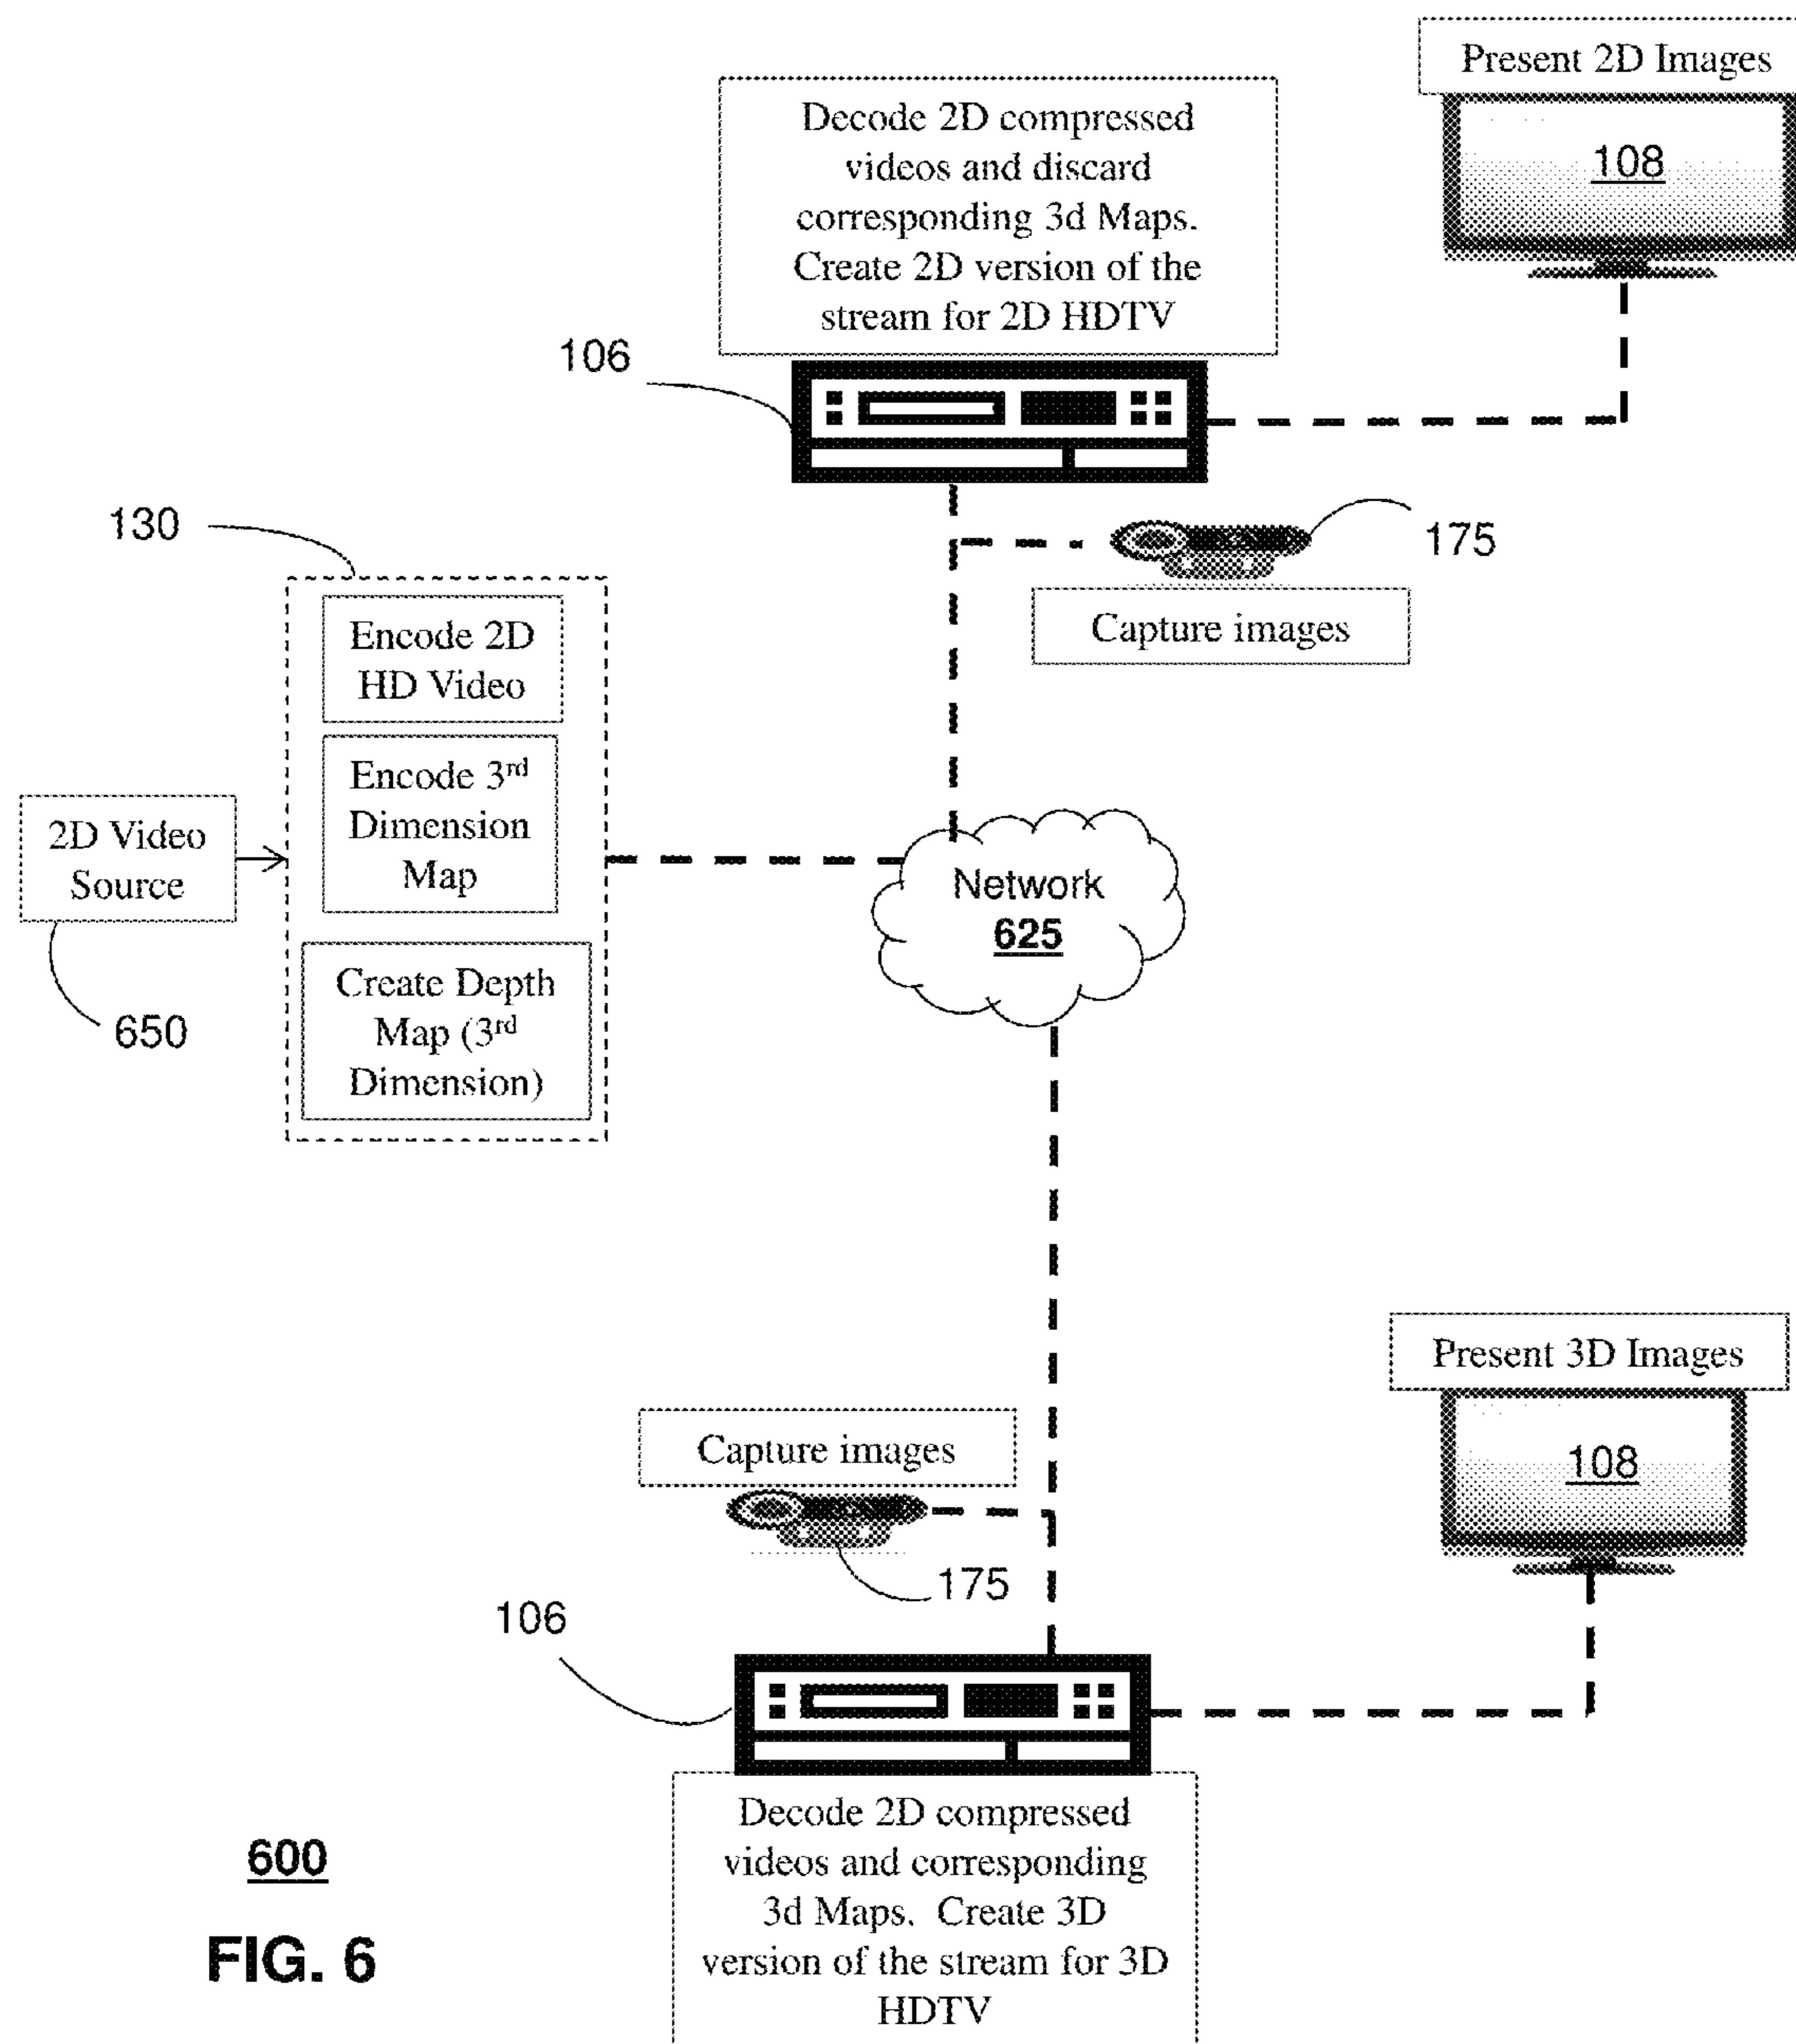 Present 2D Images
108
Decode 2D compressed
videos and discard
corresponding 3d Maps.
Create 2D version of the
stream for 2D HDTV
106
175
Capture images
130
Encode 2D
HD Video
Encode 3rd
Dimension
Map
Create Depth
Map (3rd
Dimension)
2D Video
Source
650
Network
625
Present 3D Images
108
Capture images
175
106
Decode 2D compressed
videos and corresponding
3d Maps. Create 3D
version of the stream for 3D
HDTV
600
FIG. 6